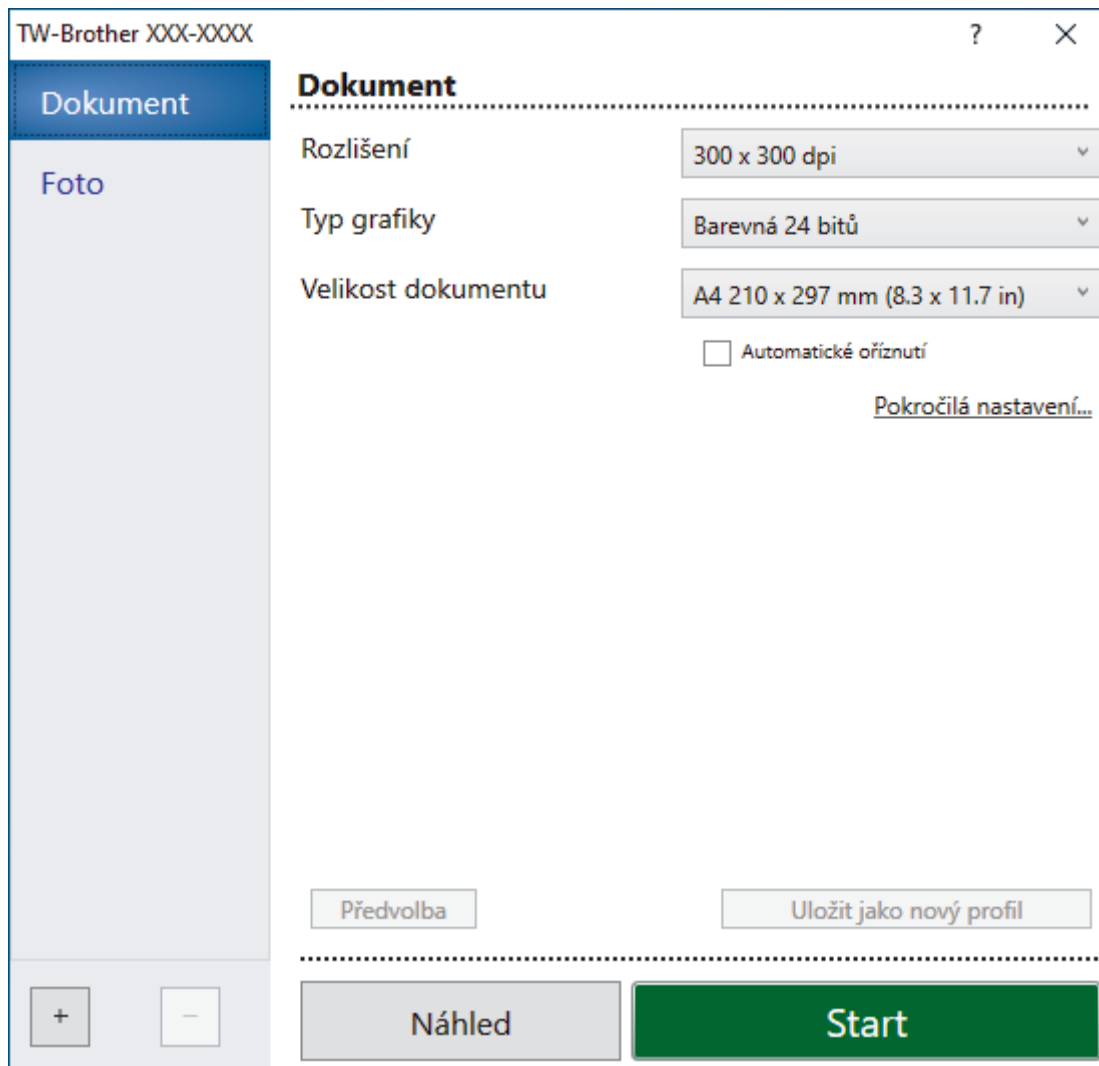 TW-Brother XXX-XXXX
?
Dokument
Foto
Dokument
Rozlišení
300 x 300 dpi
Typ grafiky
Barevná 24 bitů
Velikost dokumentu
A4 210 x 297 mm (8.3 x 11.7 in)
Automatické oříznutí
Pokročilá nastavení...
Předvolba
Uložit jako nový profil
+
−
Náhled
Start